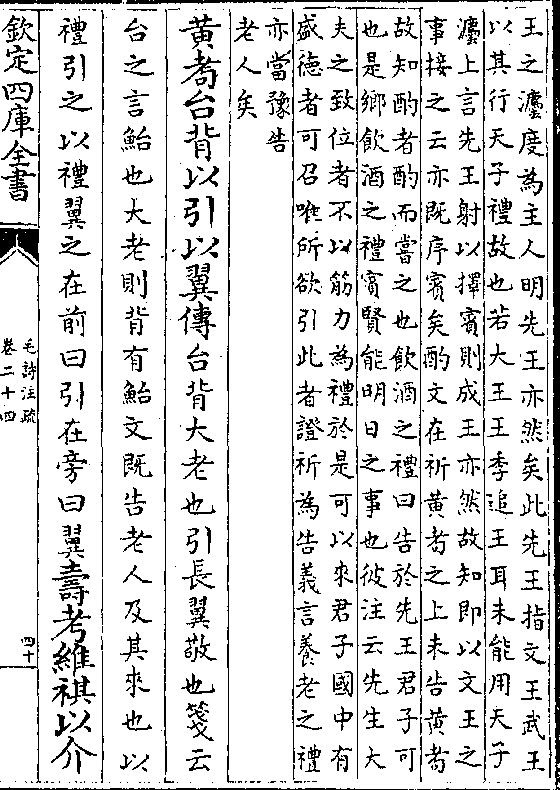 王之灋度為主人明先王亦然矣此先王指文王武王
以其行天子禮故也若大王王季追王耳未能用天子
灋上言先王射以擇賓則成王亦然故知即以文王之
事接之云亦既序賓矣酌文在祈黃耉之上未告黃耉
故知酌者酌而嘗之也飲酒之禮曰告於先王君子可
也是鄉飲酒之禮賓賢能明日之事也彼注云先生大
夫之致位者不以筋力為禮於是可以來君子國中有
盛德者可召唯所欲引此者證祈為告義言養老之禮
亦當豫告
老人矣
黃耉台背以引以翼傳台背大老也引長翼敬也箋云
台之言鮐也大老則背有鮐文既告老人及其來也以
禮引之以禮翼之在前曰引在旁曰翼壽考維祺以介
欽定四庫全書
毛詩注疏
卷二十四
四十